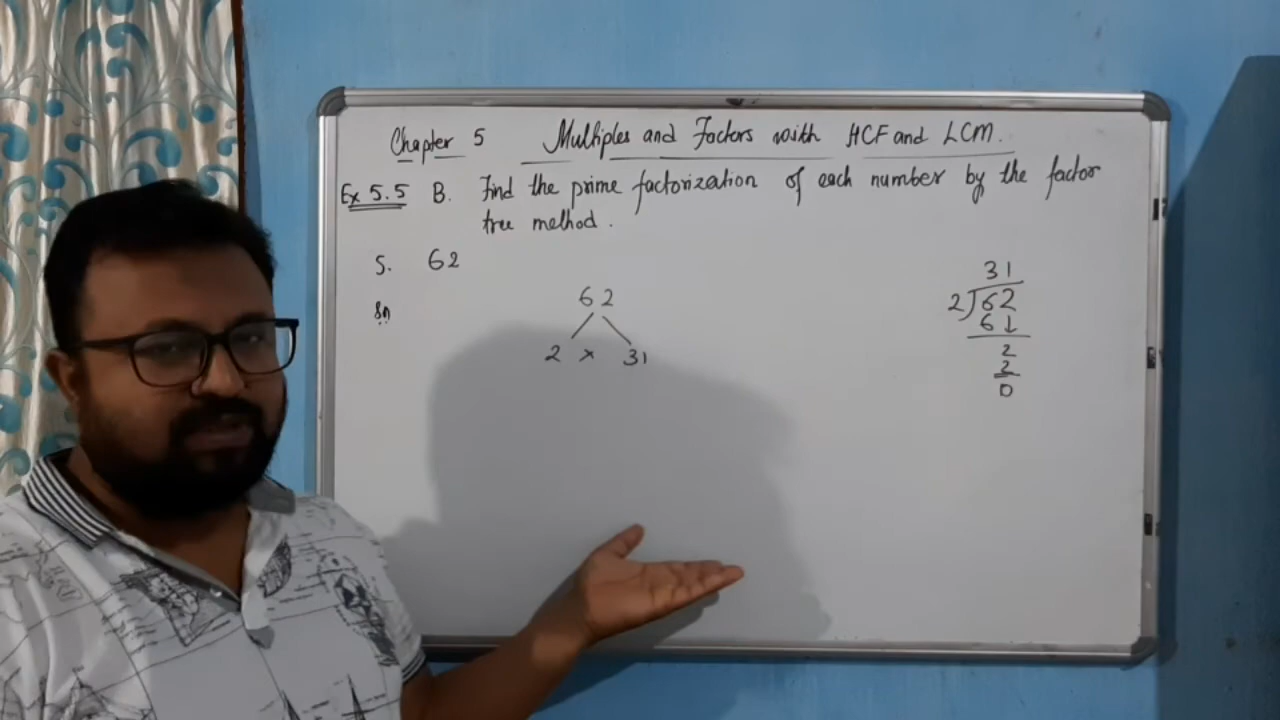 Chapter 5 Multiples and Factors with HCF and LCM.
Ex 5.5 B. Find the prime factorization of each number by the factor
tree method.
5. 62
Sn
62
2 × 31
31
2)62
6↓
2
2
0